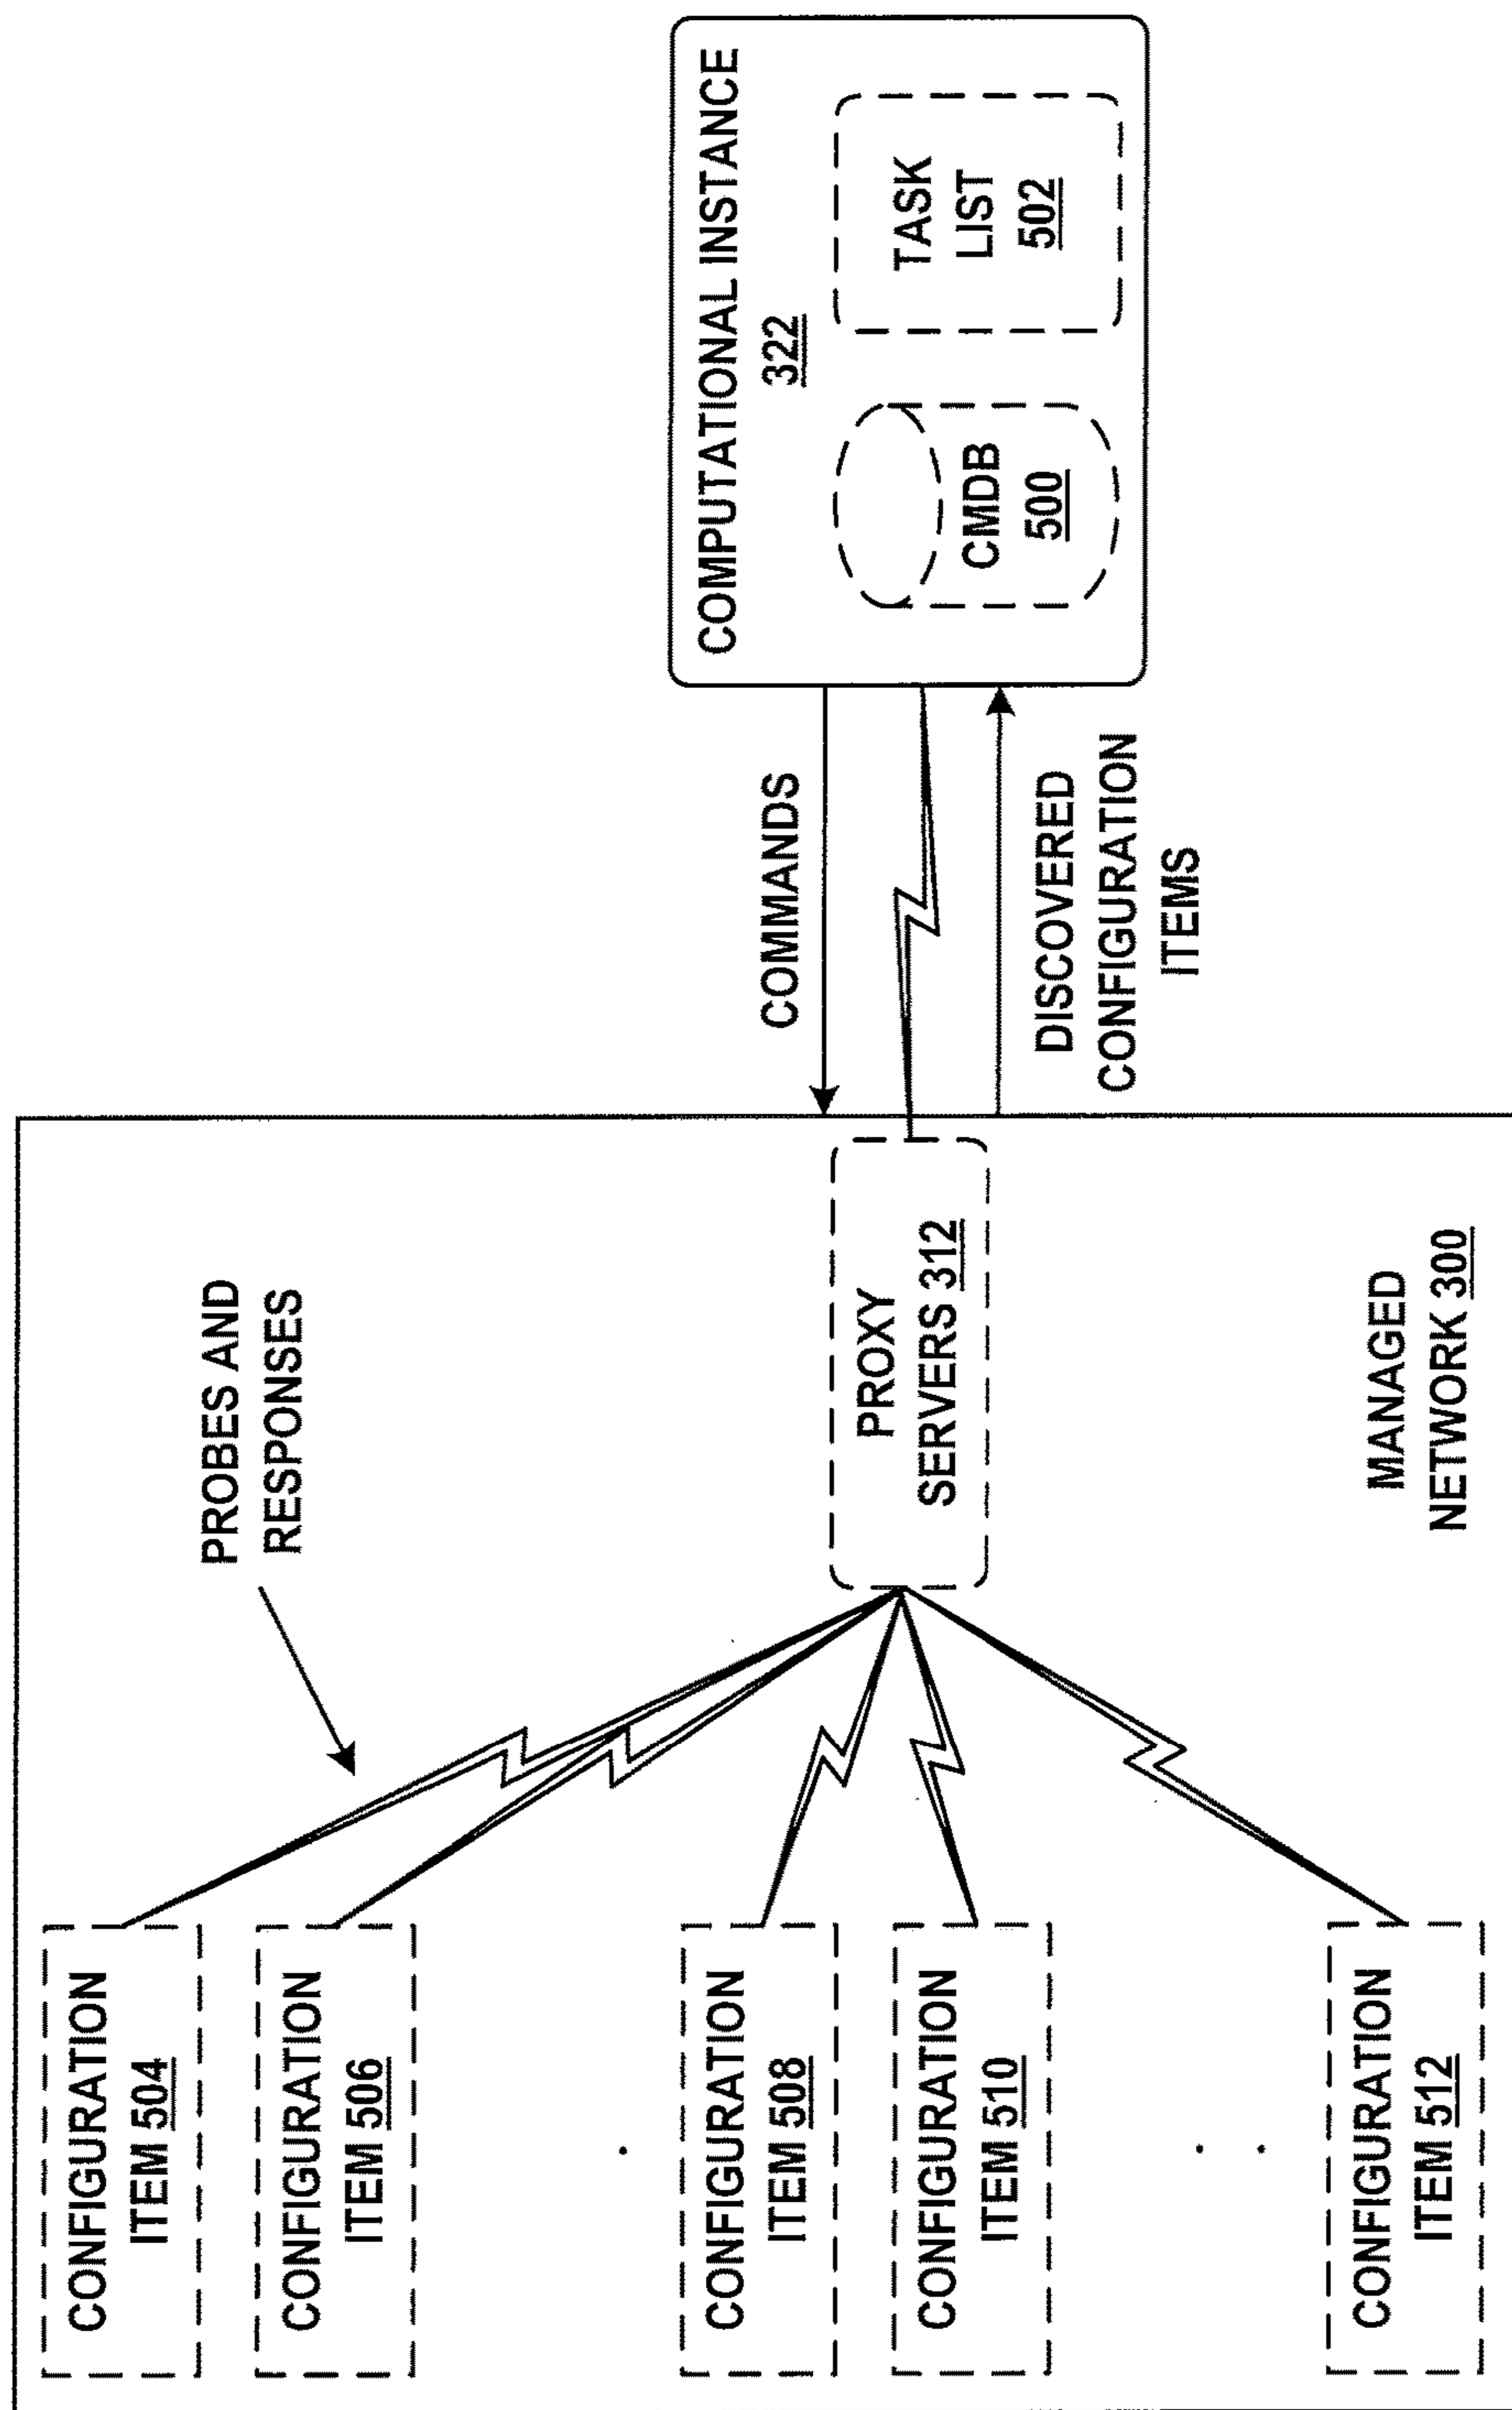 COMPUTATIONAL INSTANCE
322
CMDB
500
TASK
LIST
502
COMMANDS
DISCOVERED
CONFIGURATION
ITEMS
PROBES AND
RESPONSES
PROXY
SERVERS 312
MANAGED
NETWORK 300
CONFIGURATION
ITEM 504
CONFIGURATION
ITEM 506
CONFIGURATION
ITEM 508
CONFIGURATION
ITEM 510
CONFIGURATION
ITEM 512